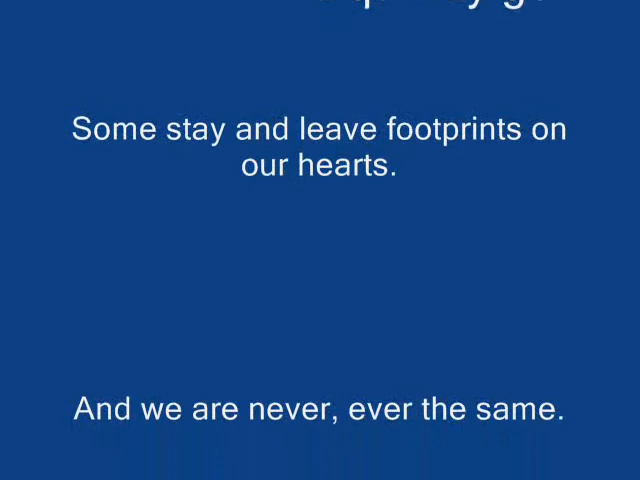 Some stay and leave footprints on
our hearts.
And we are never, ever the same.